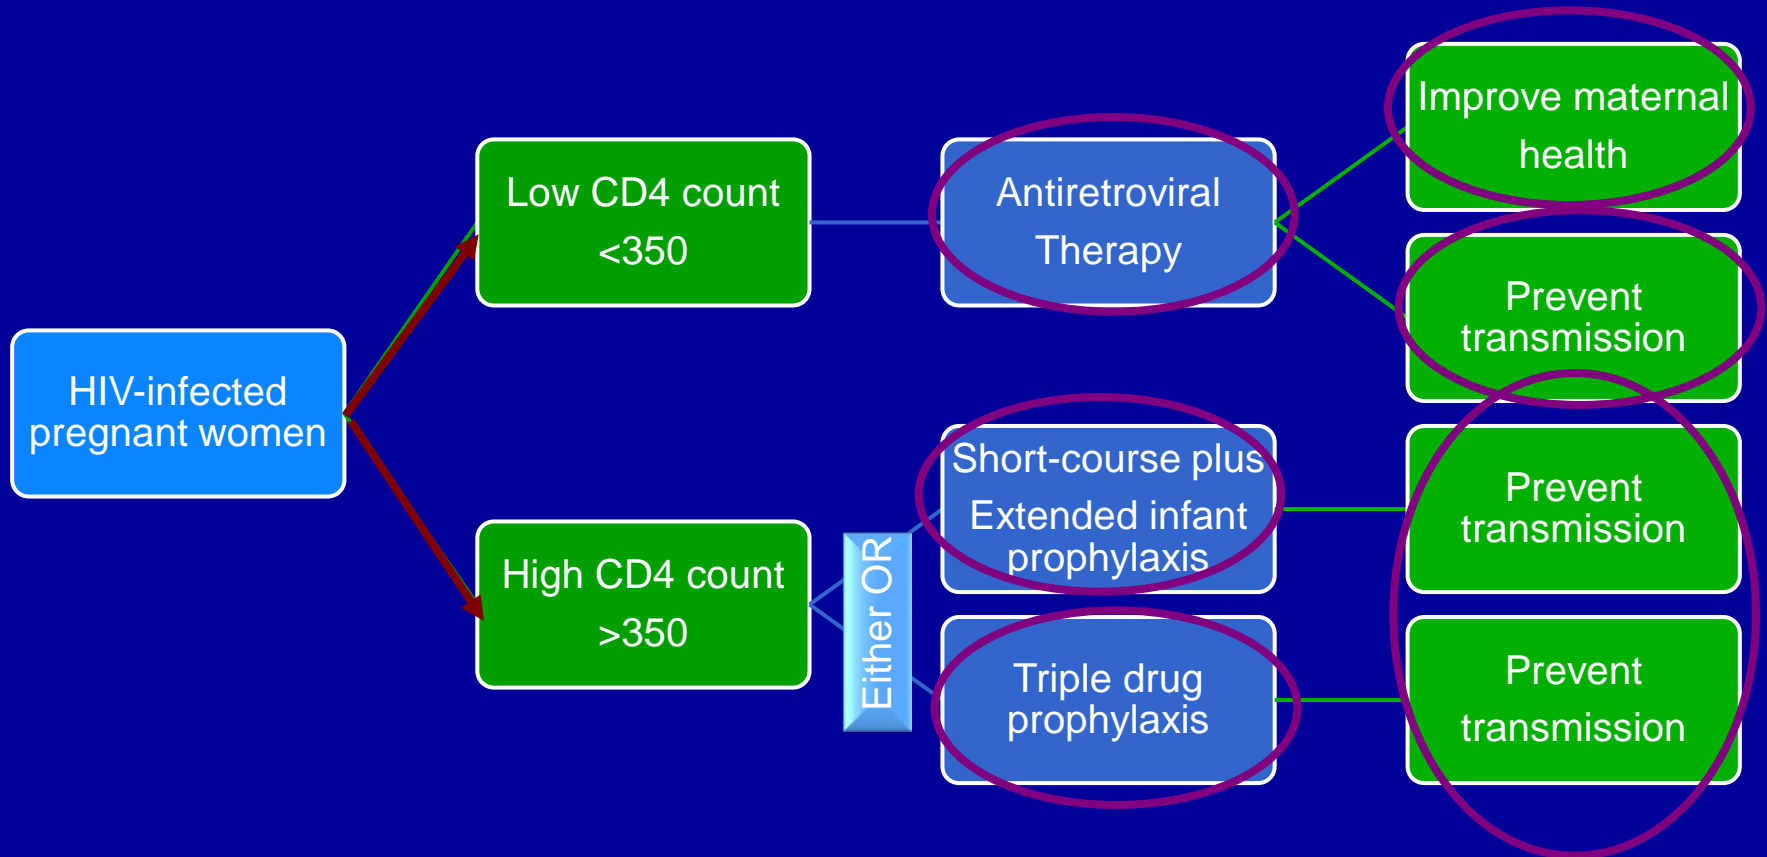 HIV-infected
pregnant women
Low CD4 count
<350
High CD4 count
>350
Either OR
Antiretroviral
Therapy
Short-course plus
Extended infant
prophylaxis
Triple drug
prophylaxis
Improve maternal
health
Prevent
transmission
Prevent
transmission
Prevent
transmission